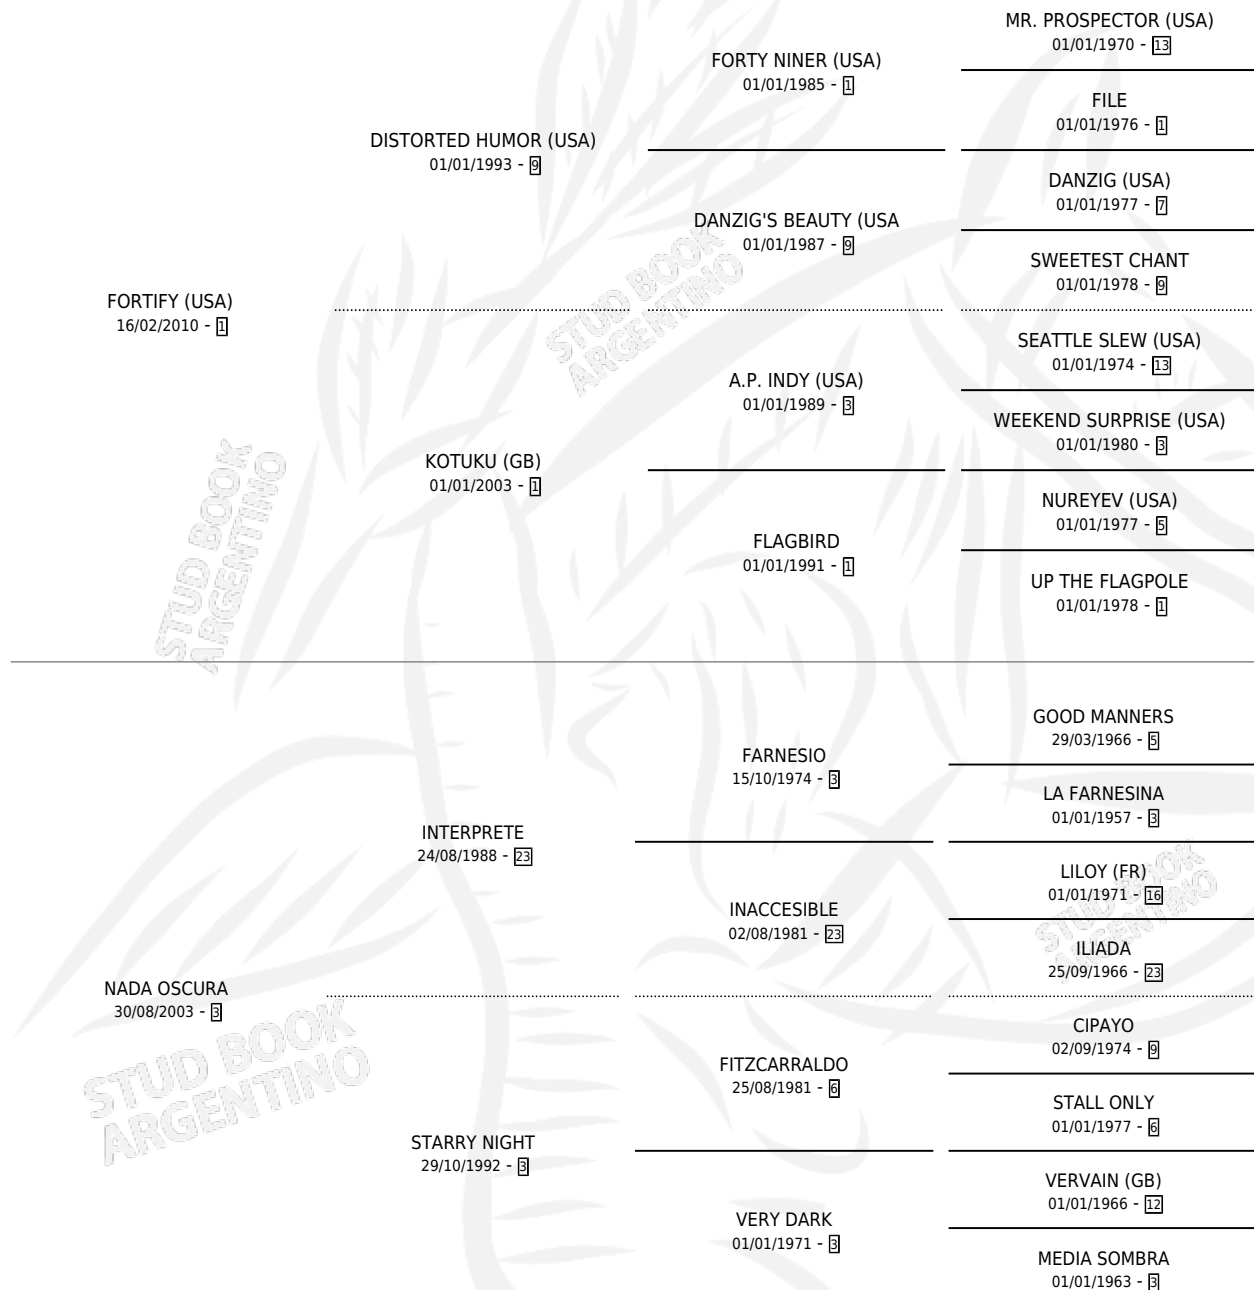 MR. PROSPECTOR (USA)
01/01/1970 - 13
FORTY NINER (USA)
01/01/1985 - 1
FILE
01/01/1976 - 1
DISTORTED HUMOR (USA)
01/01/1993 - 9
DANZIG (USA)
01/01/1977 - 7
DANZIG'S BEAUTY (USA
01/01/1987 - 9
SWEETEST CHANT
01/01/1978 - 9
STUD BOOK
ARGENTINO
FORTIFY (USA)
16/02/2010 - 1
SEATTLE SLEW (USA)
01/01/1974 - 13
A.P. INDY (USA)
01/01/1989 - 3
WEEKEND SURPRISE (USA)
01/01/1980 - 3
KOTUKU (GB)
01/01/2003 - 1
NUREYEV (USA)
01/01/1977 - 5
FLAGBIRD
01/01/1991 - 1
UP THE FLAGPOLE
01/01/1978 - 1
STUD BOOK
ARGENTINO
GOOD MANNERS
29/03/1966 - 5
FARNESIO
15/10/1974 - 3
LA FARNESINA
01/01/1957 - 3
INTERPRETE
24/08/1988 - 23
LILOY (FR)
01/01/1971 - 16
INACCESIBLE
02/08/1981 - 23
ILIADA
25/09/1966 - 23
STUD BOOK
ARGENTINO
NADA OSCURA
30/08/2003 - 3
CIPAYO
02/09/1974 - 9
FITZCARRALDO
25/08/1981 - 6
STALL ONLY
01/01/1977 - 6
STUD BOOK
ARGENTINO
STARRY NIGHT
29/10/1992 - 3
VERVAIN (GB)
01/01/1966 - 12
VERY DARK
01/01/1971 - 3
MEDIA SOMBRA
01/01/1963 - 3